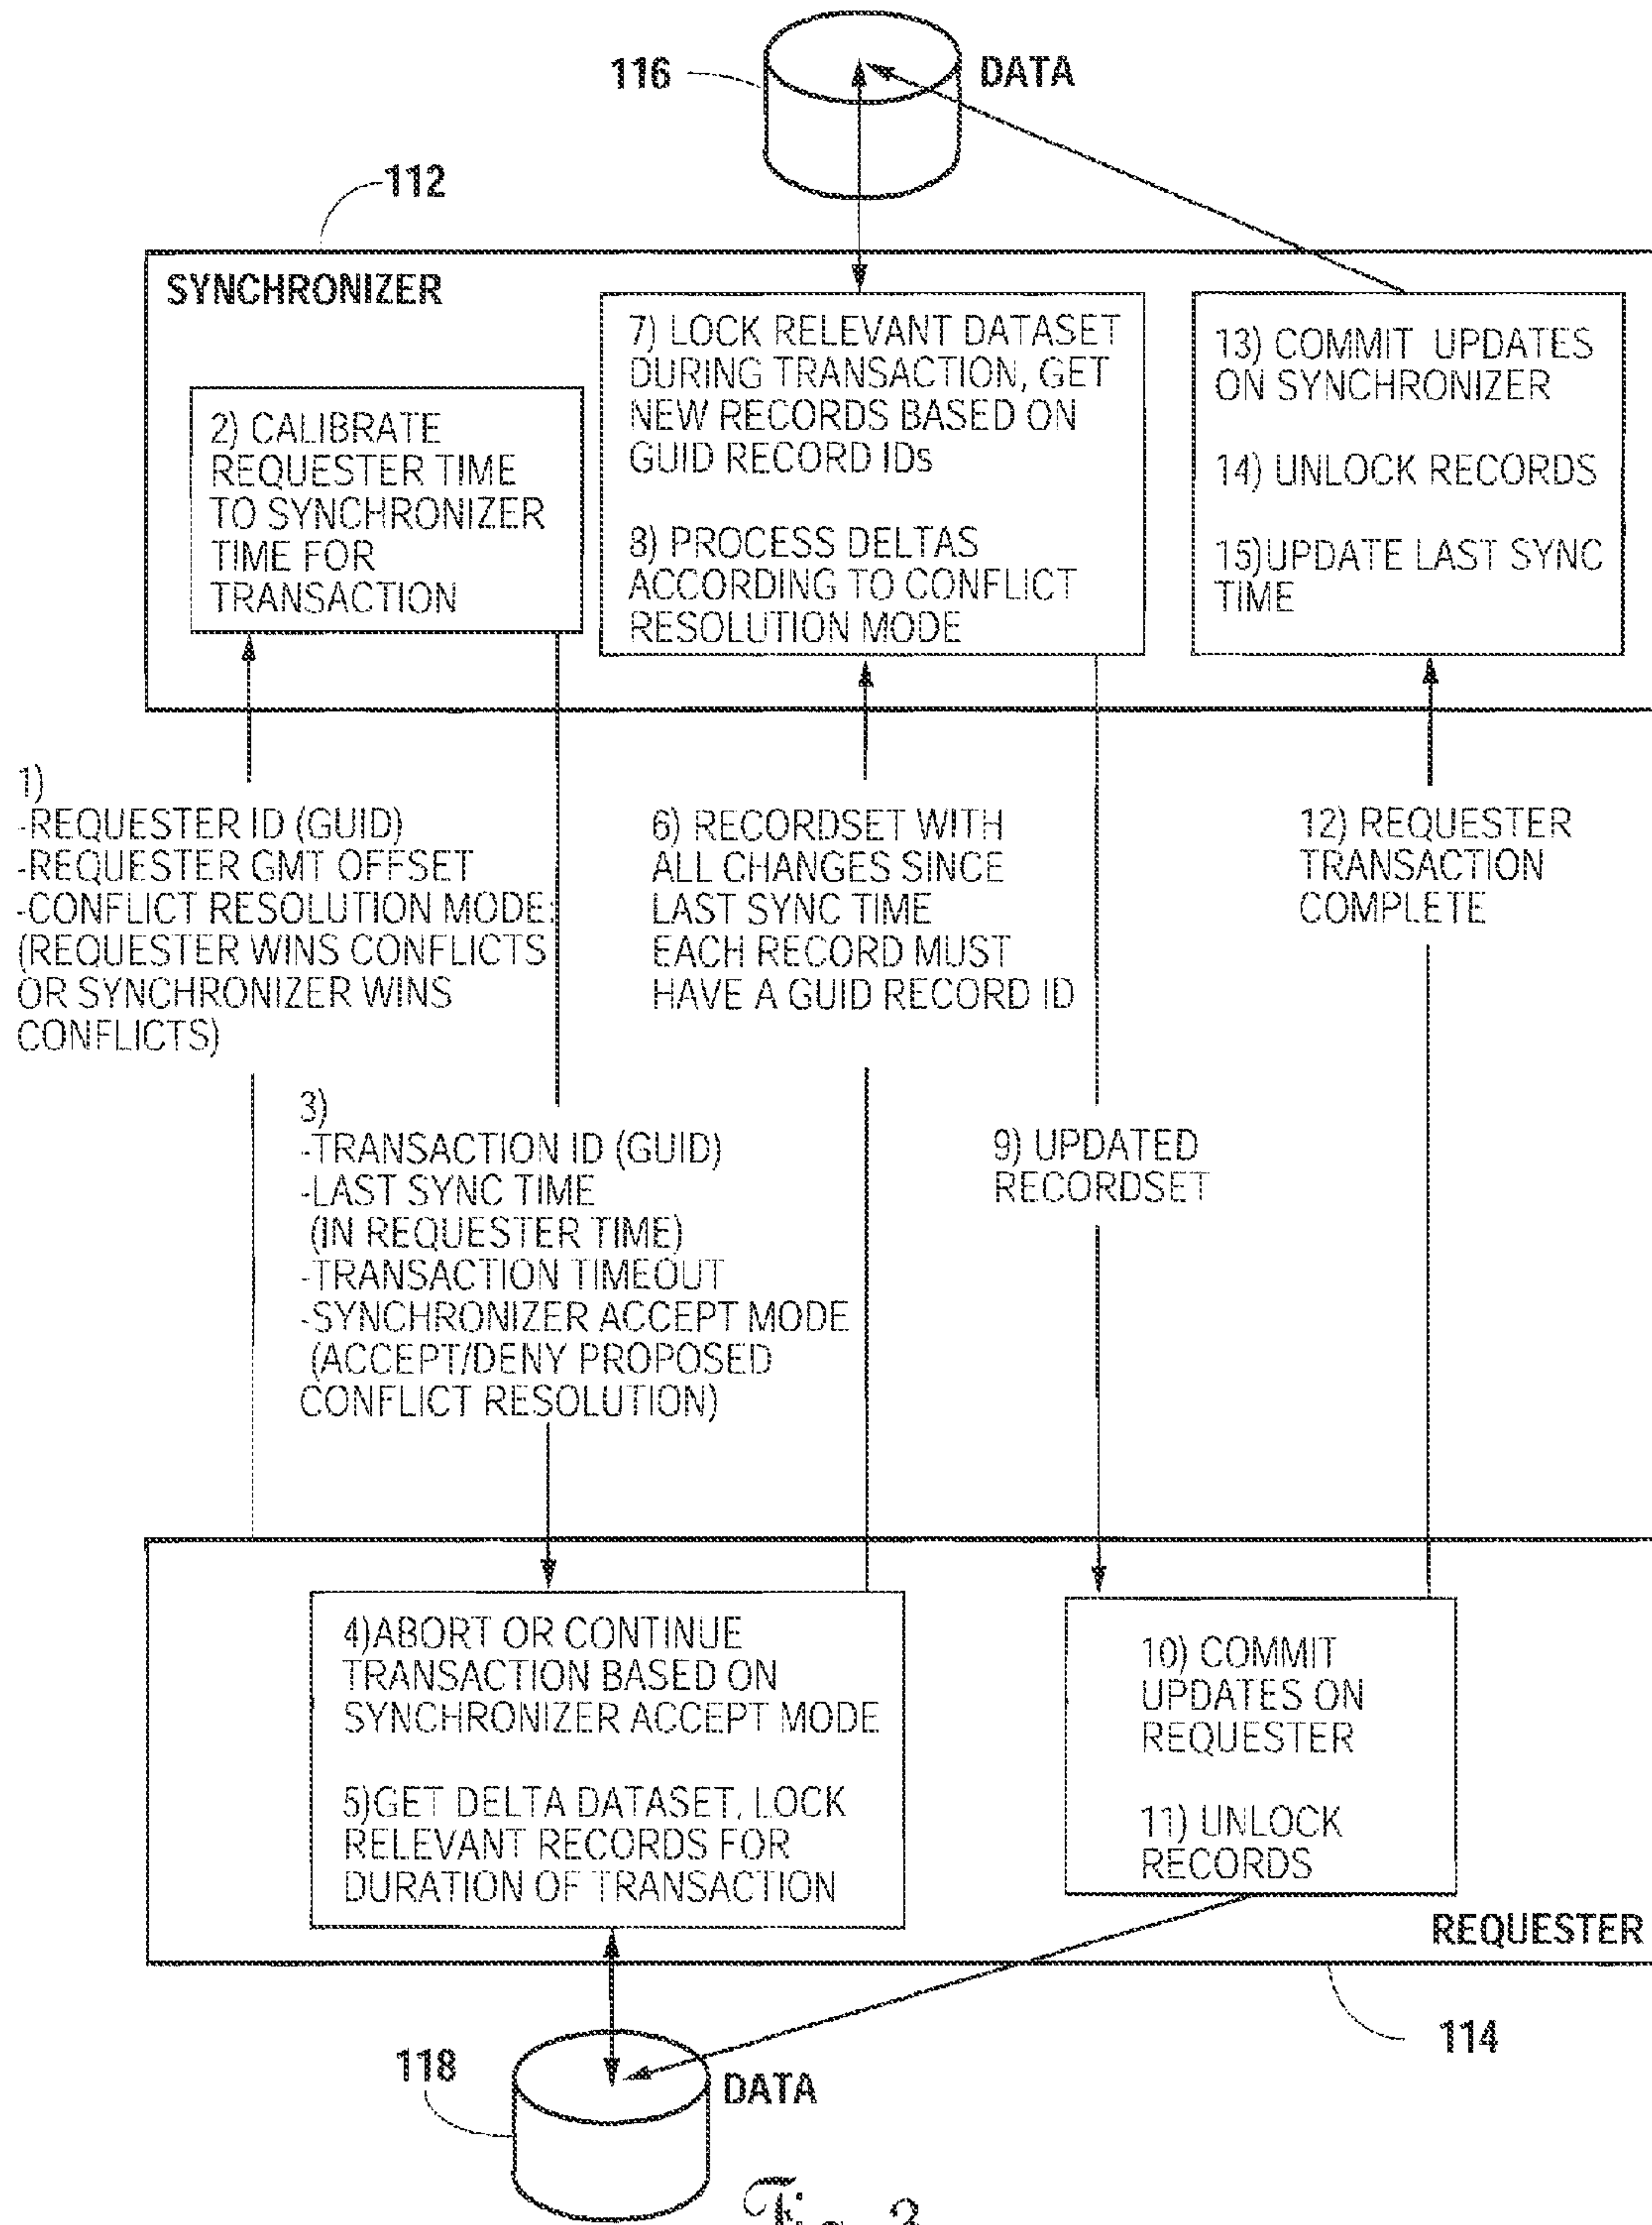 116
DATA
112
SYNCHRONIZER
2) CALIBRATE
REQUESTER TIME
TO SYNCHRONIZER
TIME FOR
TRANSACTION
7) LOCK RELEVANT DATASET
DURING TRANSACTION, GET
NEW RECORDS BASED ON
GUID RECORD IDs
8) PROCESS DELTAS
ACCORDING TO CONFLICT
RESOLUTION MODE
13) COMMIT UPDATES
ON SYNCHRONIZER
14) UNLOCK RECORDS
15)UPDATE LAST SYNC
TIME
1)
-REQUESTER ID (GUID)
-REQUESTER GMT OFFSET
-CONFLICT RESOLUTION MODE:
(REQUESTER WINS CONFLICTS
OR SYNCHRONIZER WINS
CONFLICTS)
6) RECORDSET WITH
ALL CHANGES SINCE
LAST SYNC TIME
EACH RECORD MUST
HAVE A GUID RECORD ID
12) REQUESTER
TRANSACTION
COMPLETE
3)
-TRANSACTION ID (GUID)
-LAST SYNC TIME
(IN REQUESTER TIME)
-TRANSACTION TIMEOUT
-SYNCHRONIZER ACCEPT MODE
(ACCEPT/DENY PROPOSED
CONFLICT RESOLUTION)
9) UPDATED
RECORDSET
4)ABORT OR CONTINUE
TRANSACTION BASED ON
SYNCHRONIZER ACCEPT MODE
5)GET DELTA DATASET, LOCK
RELEVANT RECORDS FOR
DURATION OF TRANSACTION
10) COMMIT
UPDATES ON
REQUESTER
11) UNLOCK
RECORDS
REQUESTER
114
118
DATA